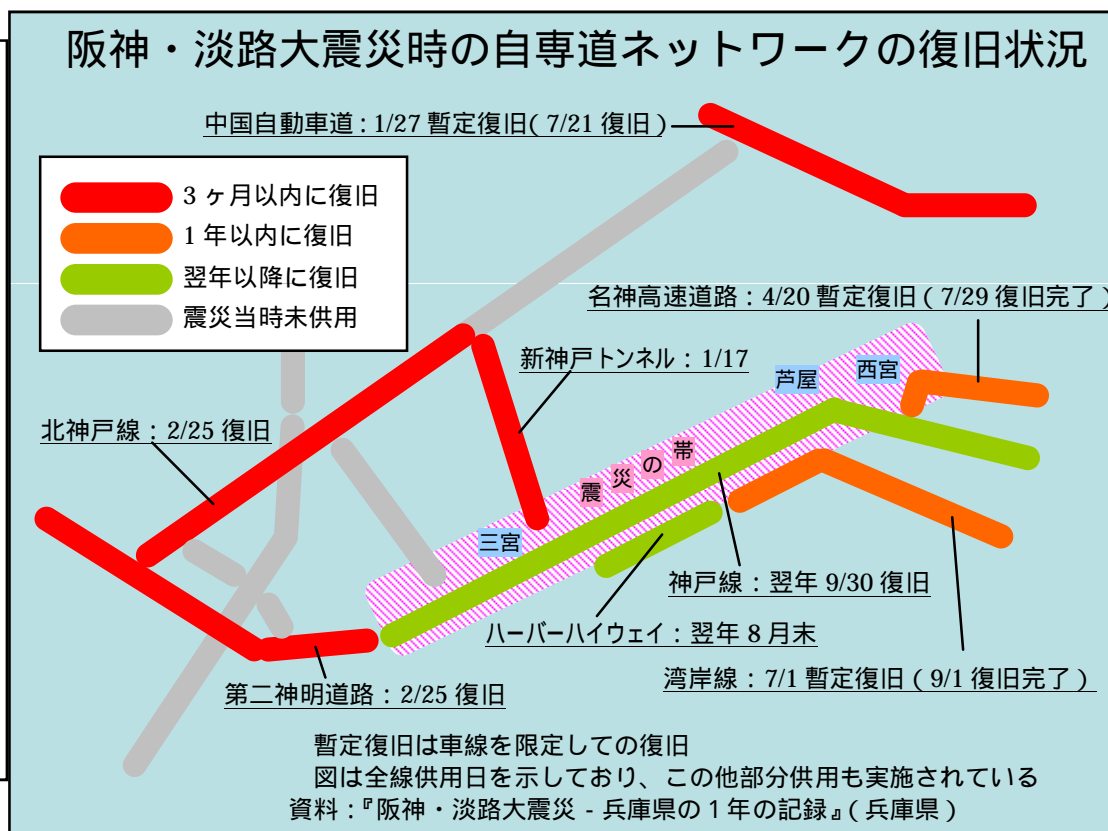 阪神・淡路大震災時の自専道ネットワークの復旧状況
中国自動車道：1/27 暫定復旧( 7/21 復旧 )
3 ヶ月以内に復旧
1 年以内に復旧
翌年以降に復旧
震災当時未供用
名神高速道路：4/20 暫定復旧 ( 7/29 復旧完了 )
新神戸トンネル：1/17
芦屋
西宮
北神戸線：2/25 復旧
震災の帯
三宮
神戸線：翌年 9/30 復旧
ハーバーハイウェイ：翌年 8 月末
湾岸線：7/1 暫定復旧 ( 9/1 復旧完了 )
第二神明道路：2/25 復旧
暫定復旧は車線を限定しての復旧
図は全線供用日を示しており、この他部分供用も実施されている
資料：『阪神・淡路大震災 - 兵庫県の 1 年の記録』( 兵庫県 )